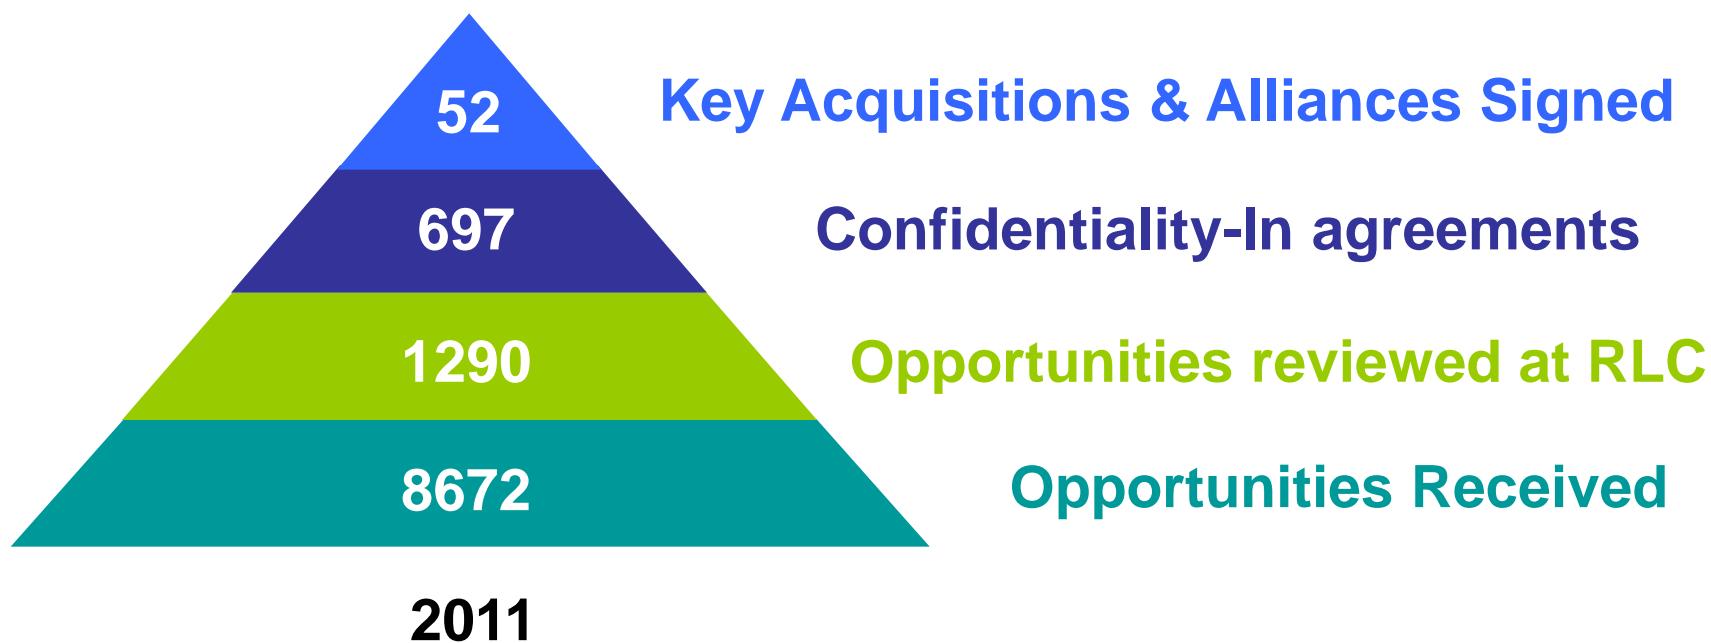 52
Key Acquisitions & Alliances Signed
697
Confidentiality-In agreements
1290
Opportunities reviewed at RLC
8672
Opportunities Received
2011